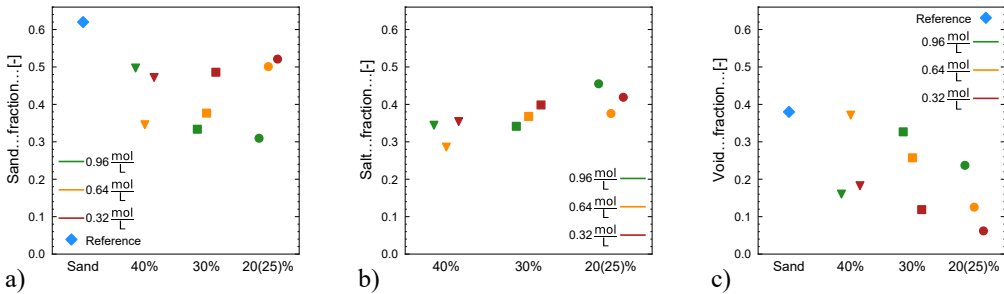 0.6
0.5
0.4
0.3
0.2
0.1
0.0
Sand...fraction...[-]
0.96 mol/L
0.64 mol/L
0.32 mol/L
Reference
Sand
40%
30%
20(25)%
a)
0.6
0.5
0.4
0.3
0.2
0.1
0.0
Salt...fraction...[-]
0.96 mol/L
0.64 mol/L
0.32 mol/L
40%
30%
20(25)%
b)
0.6
0.5
0.4
0.3
0.2
0.1
0.0
Void...fraction...[-]
Reference
0.96 mol/L
0.64 mol/L
0.32 mol/L
Sand
40%
30%
20(25)%
c)